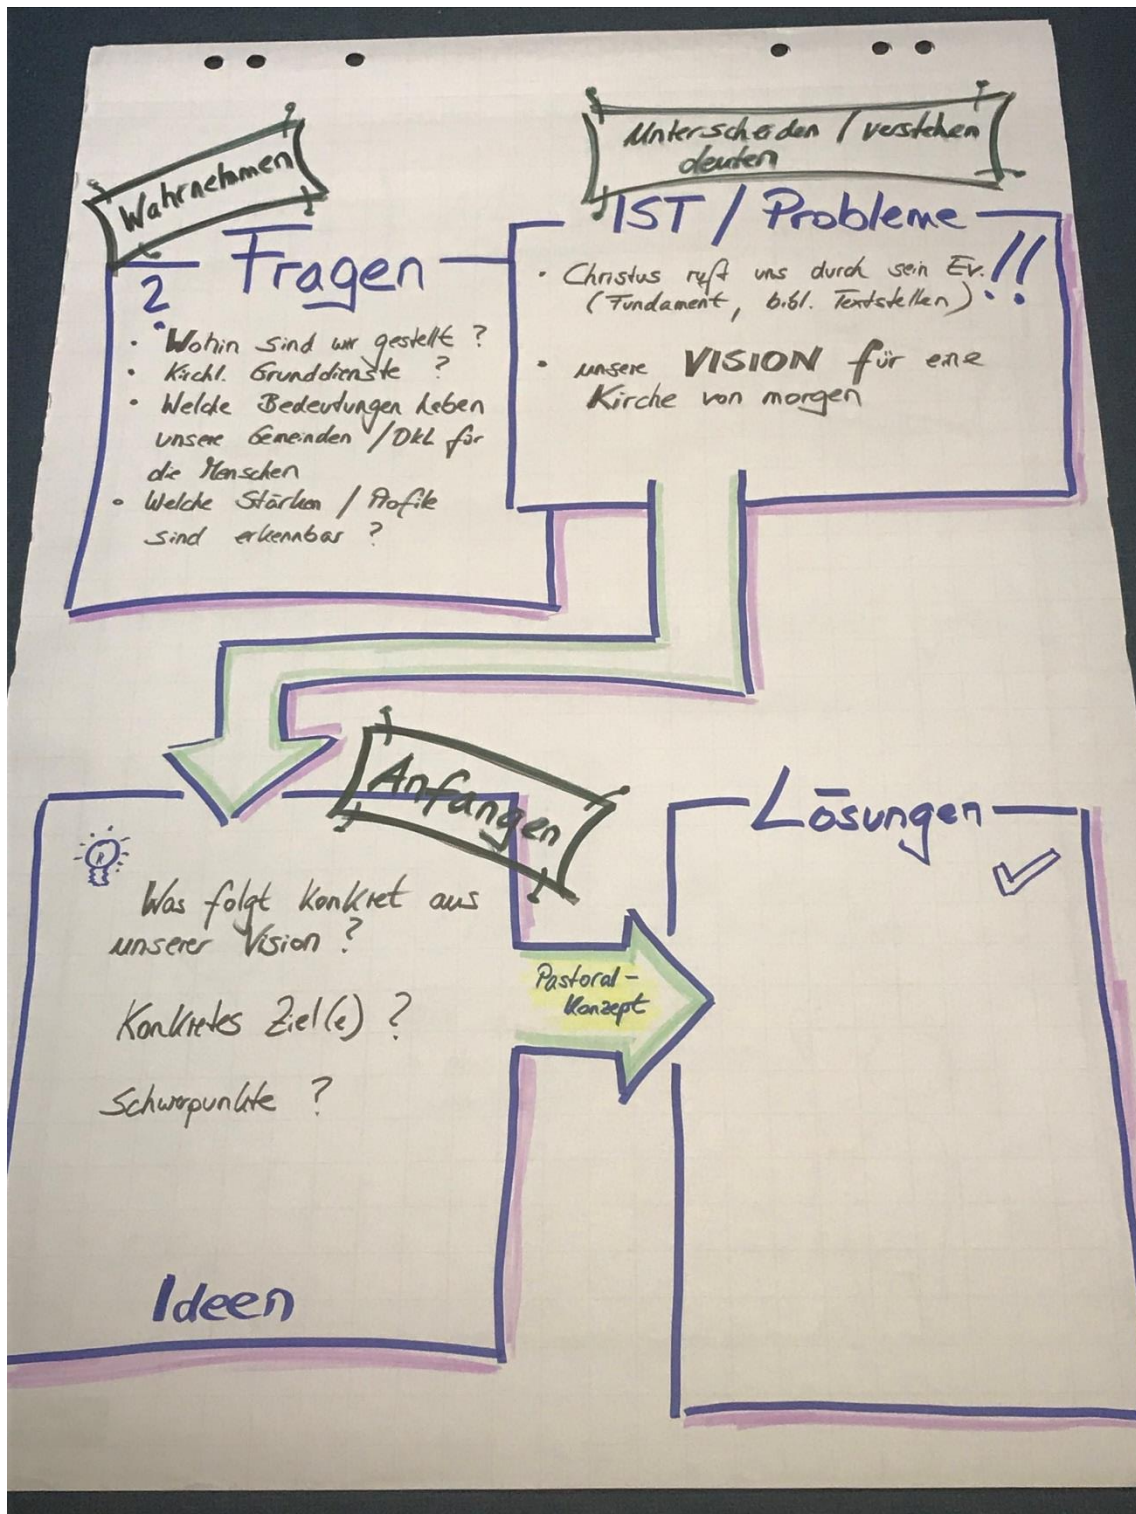 Wahrnehmen
Fragen
?
• Wohin sind wir gestellt ?
• Kirchl. Grunddienste ?
• Welche Bedeutungen haben
unsere Gemeinden / DKL für
die Menschen
• Welche Stärken / Profile
sind erkennbar ?
Unterscheiden / verstehen
deuten
IST / Probleme
!!
• Christus ruft uns durch sein Ev.
(Fundament, bibl. Textstellen)
• unsere VISION für eine
Kirche von morgen
Anfangen
Was folgt konkret aus
unserer Vision ?
Konkretes Ziel(e) ?
Schwerpunkte ?
Ideen
Pastoral-
Konzept
Lösungen